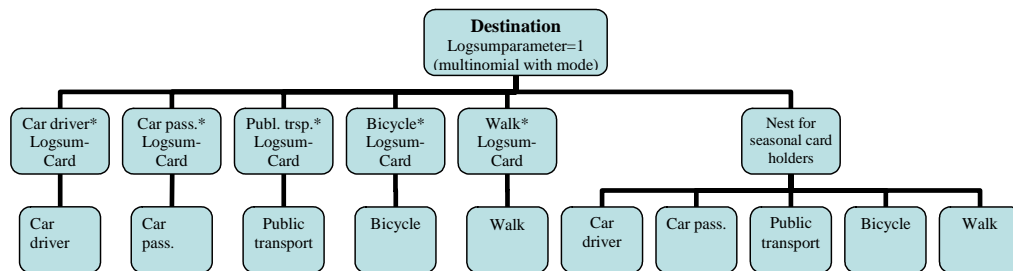 Destination
Logsumparameter=1
(multinomial with mode)
Car driver*
Logsum-
Card
Car pass.*
Logsum-
Card
Publ. trsp.*
Logsum-
Card
Bicycle*
Logsum-
Card
Walk*
Logsum-
Card
Nest for
seasonal card
holders
Car
driver
Car
pass.
Public
transport
Bicycle
Walk
Car
driver
Car pass.
Public
transport
Bicycle
Walk